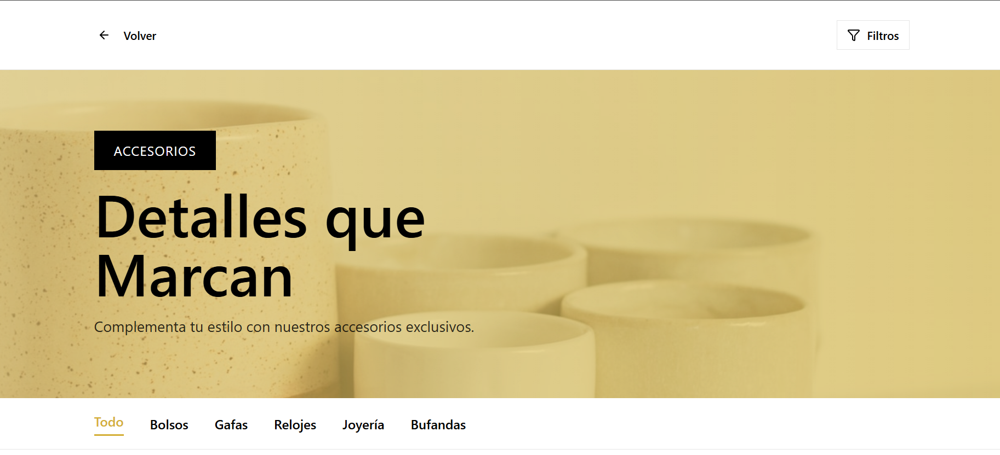 Volver
Filtros
ACCESORIOS
Detalles que
Marcan
Complementa tu estilo con nuestros accesorios exclusivos.
Todo Bolsos Gafas Relojes Joyería Bufandas